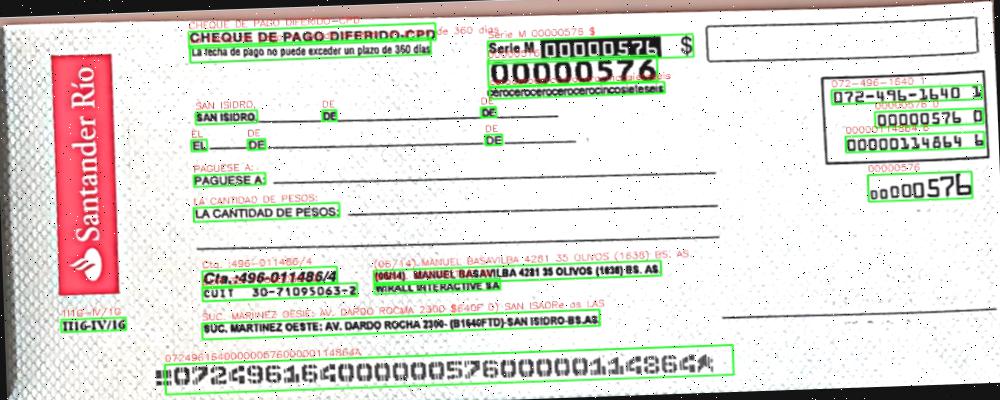 CHEQUE DE PAGO DIFERIDO-CPD
La fecha de pago no puede exceder un plazo de 360 días
Serie M 00000576 $
00000576
cerocerocerocerocerocincosieteseis
072-496-1640 1
00000576 0
00000114864 6
00000576
SAN ISIDRO, DE DE
EL DE DE
PAGUESE A:
LA CANTIDAD DE PESOS:
Santander Río
Cta.:496-011486/4
CUIT 30-71095063-2
(06/14) MANUEL BASAVILBA 4281 35 OLIVOS (1636)-BS. AS
WIKALL INTERACTIVE SA
II16-IV/16
SUC. MARTINEZ OESTE: AV. DARDO ROCHA 2300- (B1640FTD)-SAN ISIDRO-BS.AS.
07249616400000057600000114864